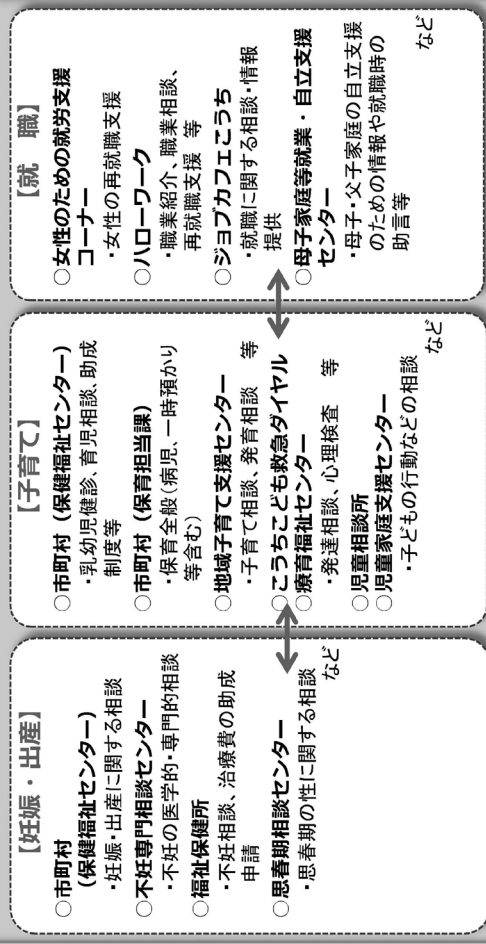 【妊娠・出産】
○市町村
（保健福祉センター）
・妊娠・出産に関する相談
○不妊専門相談センター
・不妊の医学的・専門的相談
○福祉保健所
・不妊相談、治療費の助成
申請
○思春期相談センター
・思春期の性に関する相談
など
【子育て】
○市町村（保健福祉センター）
・乳幼児健診、育児相談、助成
制度等
○市町村（保育担当課）
・保育全般（病児、一時預かり
等含む）
○地域子育て支援センター
・子育て相談、発育相談　等
○こうちこども救急ダイヤル
○療育福祉センター
・発達相談、心理検査　等
○児童相談所
○児童家庭支援センター
・子どもの行動などの相談
など
【就　職】
○女性のための就労支援
コーナー
・女性の再就職支援
○ハローワーク
・職業紹介、職業相談、
再就職支援　等
○ジョブカフェこうち
・就職に関する相談・情報
提供
○母子家庭等就業・自立支援
センター
・母子・父子家庭の自立支援
のための情報や就職時の
助言等
など